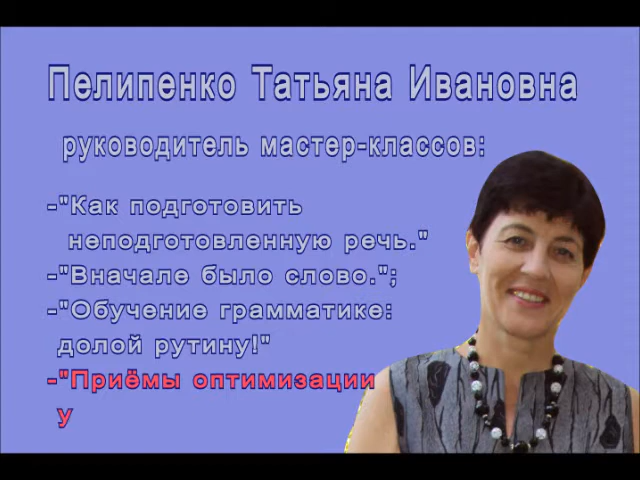 Пелипенко Татьяна Ивановна
руководитель мастер-классов:
-"Как подготовить
неподготовленную речь."
-"Вначале было слово.";
-"Обучение грамматике:
долой рутину!"
-"Приёмы оптимизации
у